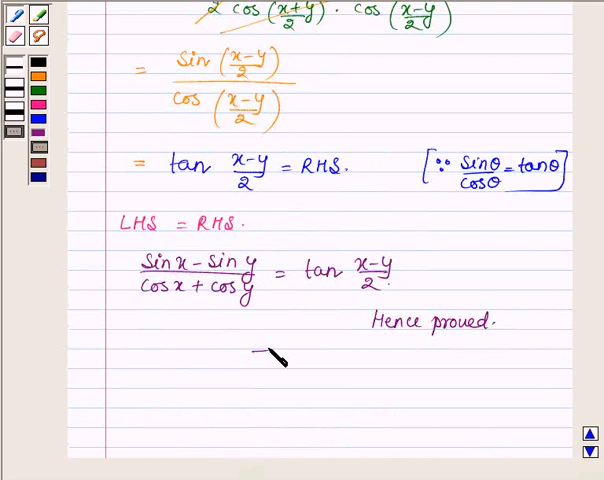 2 cos (x+y/2) · cos (x-y/2)
= sin (x-y/2) / cos (x-y/2)
= tan x-y/2 = RHS. [∵ sinθ/cosθ = tanθ]
LHS = RHS.
sin x - sin y / cos x + cos y = tan x-y/2.
Hence proved.